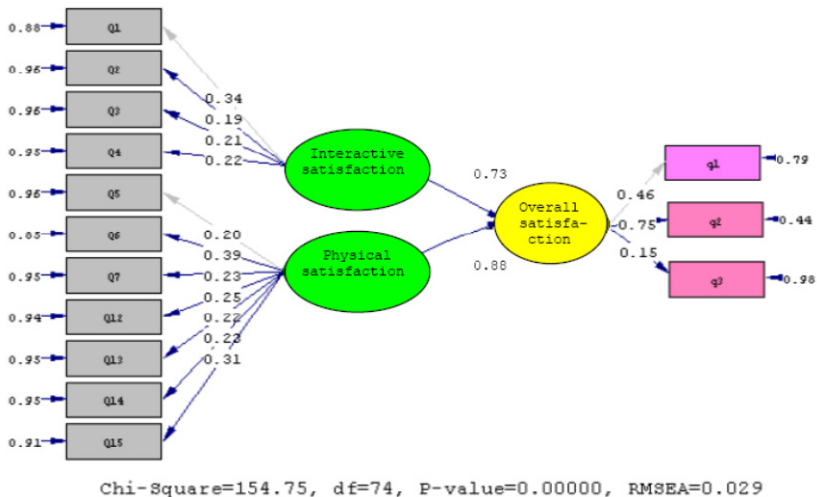 0.88 Q1
0.96 Q2
0.96 Q3
0.95 Q4
0.96 Q5
0.85 Q6
0.95 Q7
0.94 Q12
0.95 Q13
0.95 Q14
0.91 Q15
0.34
0.19
0.21
0.22
0.20
0.39
0.23
0.25
0.22
0.23
0.31
Interactive
satisfaction
Physical
satisfaction
0.73
0.88
Overall
satisfa-
ction
0.46
0.75
0.15
q1 0.79
q2 0.44
q3 0.98
Chi-Square=154.75, df=74, P-value=0.00000, RMSEA=0.029